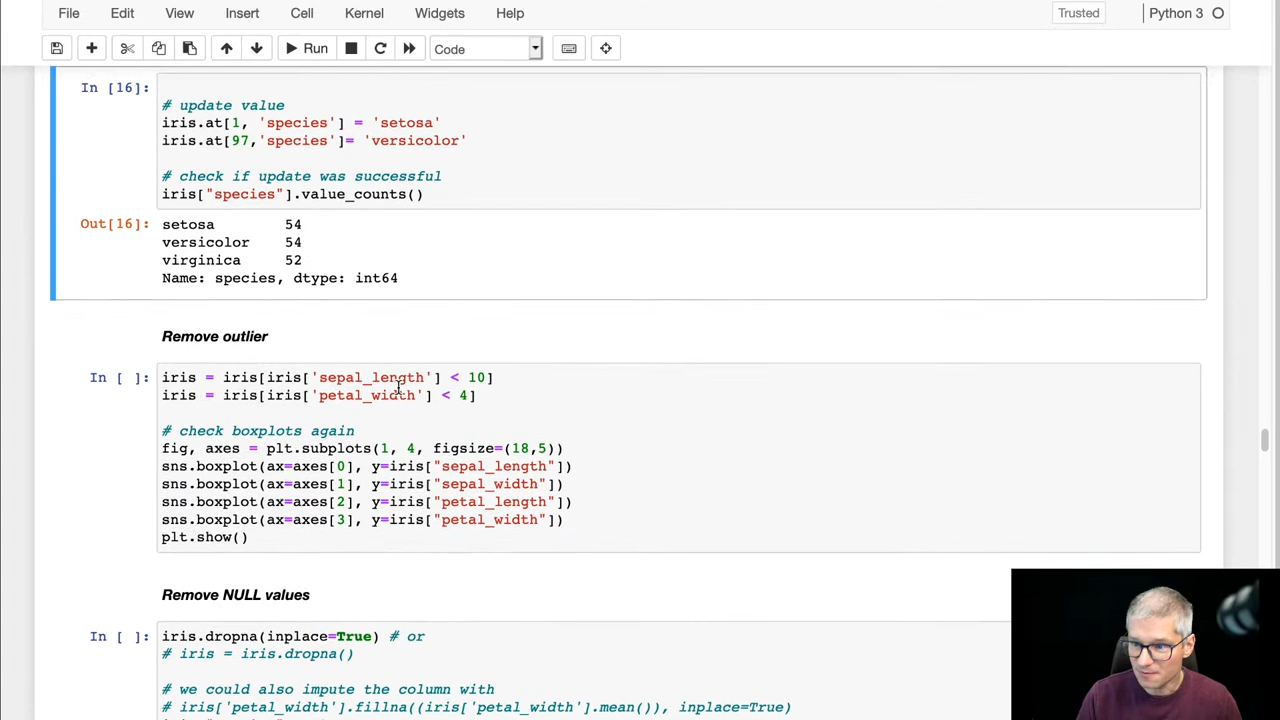 File Edit View Insert Cell Kernel Widgets Help Trusted Python 3
Run Code
In [16]:
# update value
iris.at[1, 'species'] = 'setosa'
iris.at[97,'species']= 'versicolor'
# check if update was successful
iris["species"].value_counts()
Out[16]: setosa 54
versicolor 54
virginica 52
Name: species, dtype: int64
Remove outlier
In [ ]: iris = iris[iris['sepal_length'] < 10]
iris = iris[iris['petal_width'] < 4]
# check boxplots again
fig, axes = plt.subplots(1, 4, figsize=(18,5))
sns.boxplot(ax=axes[0], y=iris["sepal_length"])
sns.boxplot(ax=axes[1], y=iris["sepal_width"])
sns.boxplot(ax=axes[2], y=iris["petal_length"])
sns.boxplot(ax=axes[3], y=iris["petal_width"])
plt.show()
Remove NULL values
In [ ]: iris.dropna(inplace=True) # or
# iris = iris.dropna()
# we could also impute the column with
# iris['petal_width'].fillna((iris['petal_width'].mean()), inplace=True)